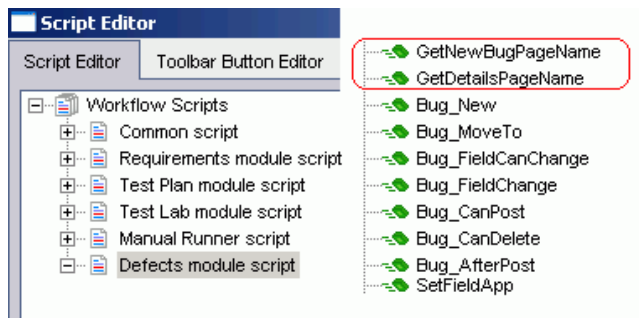 Script Editor
Script Editor
Toolbar Button Editor
Workflow Scripts
Common script
Requirements module script
Test Plan module script
Test Lab module script
Manual Runner script
Defects module script
GetNewBugPageName
GetDetailsPageName
Bug_New
Bug_MoveTo
Bug_FieldCanChange
Bug_FieldChange
Bug_CanPost
Bug_CanDelete
Bug_AfterPost
SetFieldApp